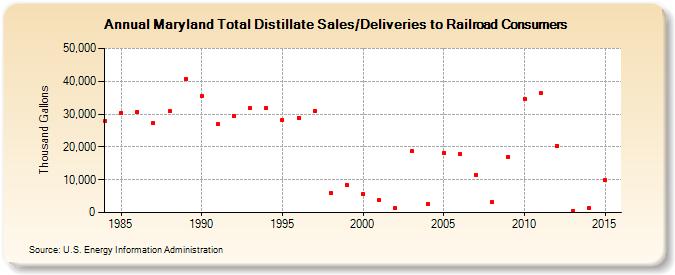 Annual Maryland Total Distillate Sales/Deliveries to Railroad Consumers
Thousand Gallons
50,000
40,000
30,000
20,000
10,000
0
1985 1990 1995 2000 2005 2010 2015
Source: U.S. Energy Information Administration